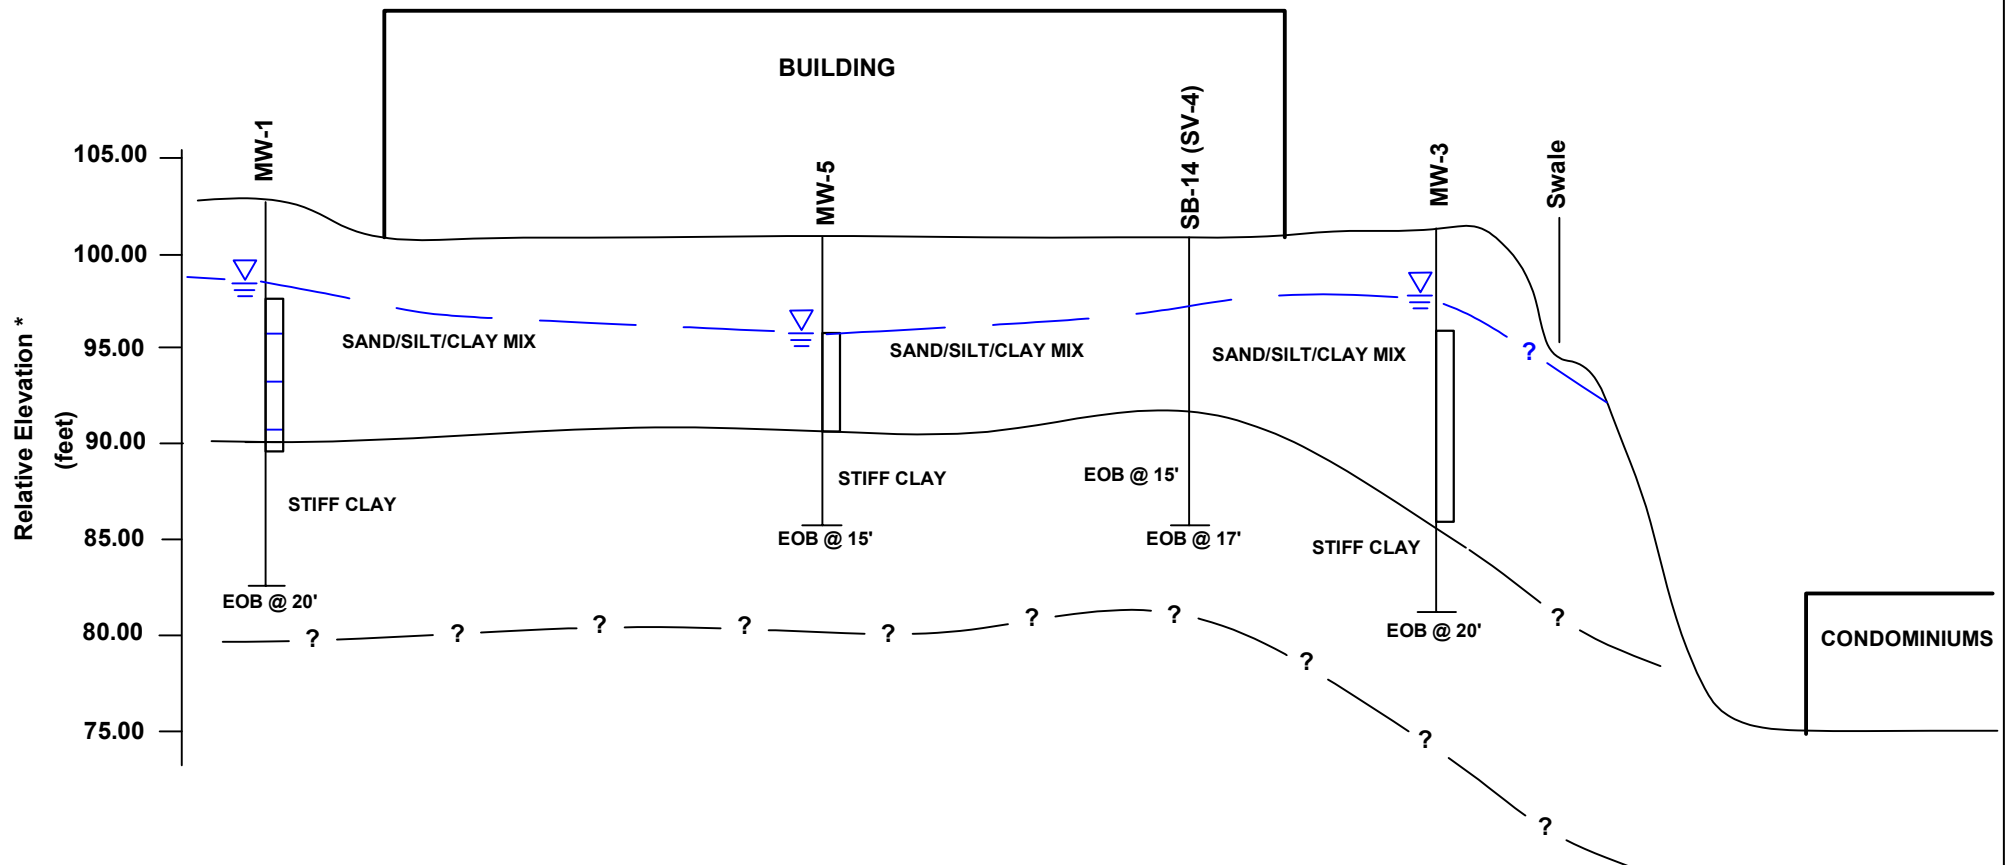 BUILDING
MW-1
MW-5
SB-14 (SV-4)
MW-3
Swale
Relative Elevation *
(feet)
105.00
100.00
95.00
90.00
85.00
80.00
75.00
SAND/SILT/CLAY MIX
SAND/SILT/CLAY MIX
SAND/SILT/CLAY MIX
?
STIFF CLAY
STIFF CLAY
EOB @ 15'
EOB @ 15'
EOB @ 17'
STIFF CLAY
EOB @ 20'
EOB @ 20'
?
CONDOMINIUMS
?
?
?
?
?
?
?
?
?
?